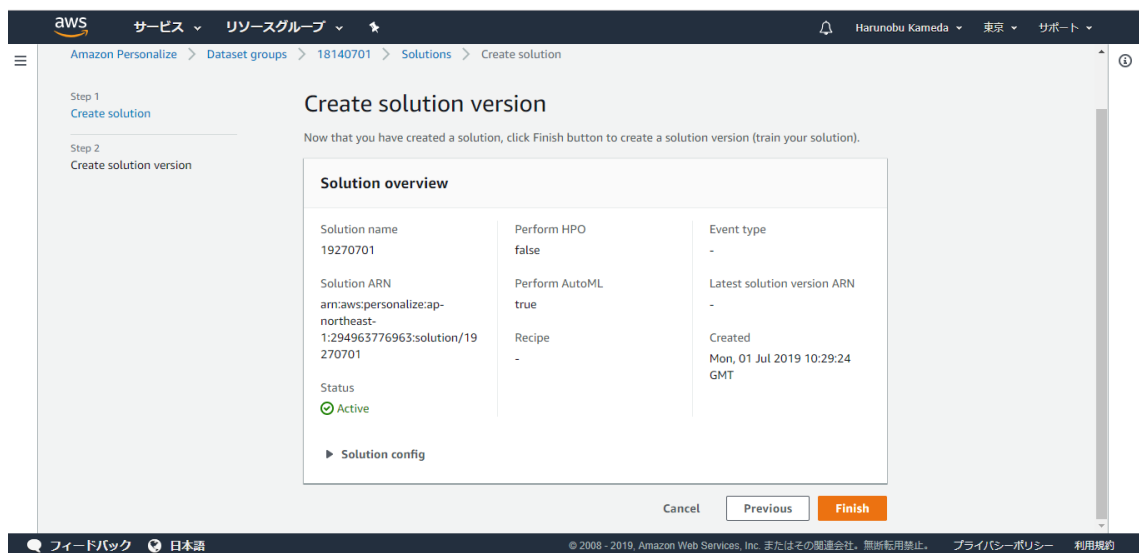 aws サービス リソースグループ Harunobu Kameda 東京 サポート
Amazon Personalize > Dataset groups > 18140701 > Solutions > Create solution
Step 1
Create solution
Step 2
Create solution version
Create solution version
Now that you have created a solution, click Finish button to create a solution version (train your solution).
Solution overview
Solution name
19270701
Solution ARN
arn:aws:personalize:ap-
northeast-
1:294963776963:solution/19
270701
Status
Active
Perform HPO
false
Perform AutoML
true
Recipe
-
Event type
-
Latest solution version ARN
-
Created
Mon, 01 Jul 2019 10:29:24
GMT
Solution config
Cancel Previous Finish
フィードバック 日本語 © 2008 - 2019, Amazon Web Services, Inc. またはその関連会社。無断転用禁止。 プライバシーポリシー 利用規約